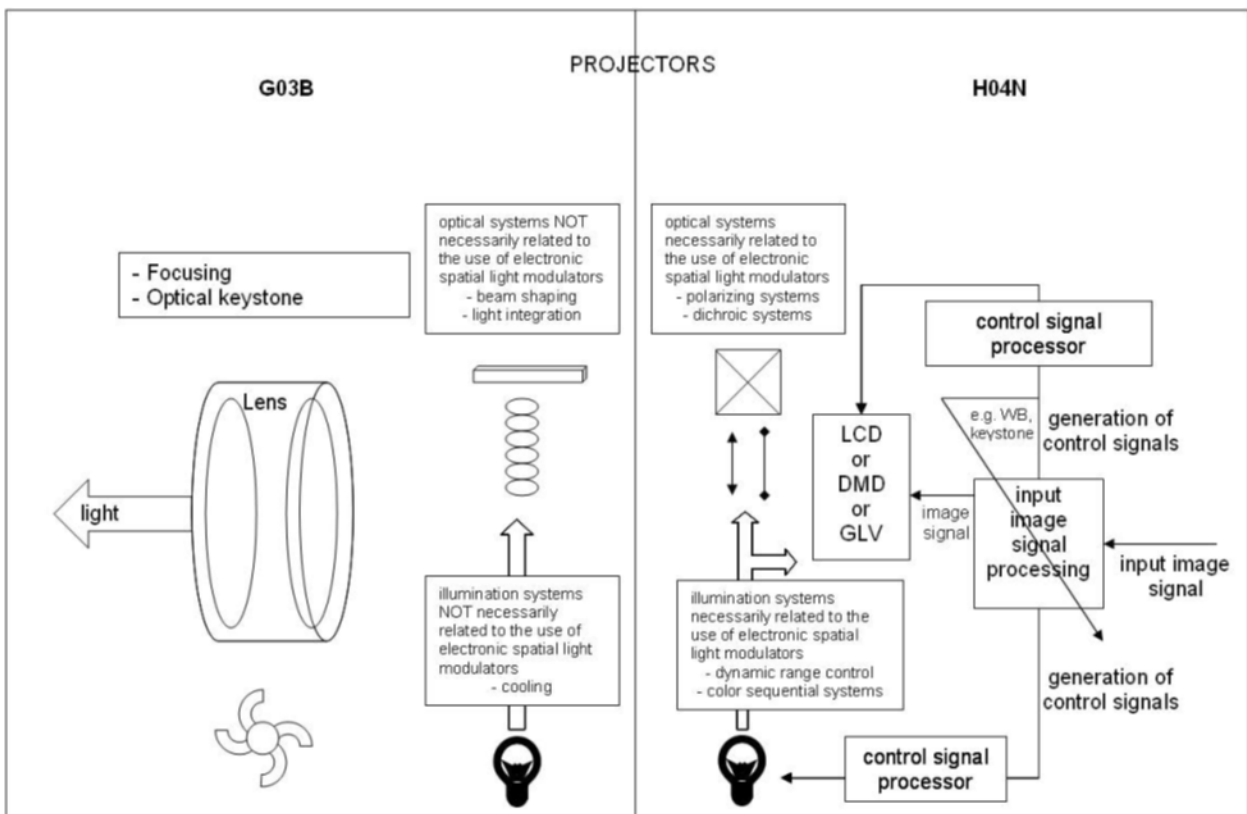 PROJECTORS
G03B
H04N
- Focusing
- Optical keystone
optical systems NOT
necessarily related to
the use of electronic
spatial light modulators
- beam shaping
- light integration
Lens
light
illumination systems
NOT necessarily
related to the use of
electronic spatial light
modulators
- cooling
optical systems
necessarily related to
the use of electronic
spatial light modulators
- polarizing systems
- dichroic systems
control signal
processor
e.g. WB,
keystone
generation of
control signals
LCD
or
DMD
or
GLV
image
signal
input
image
signal
processing
input image
signal
illumination systems
necessarily related to the
use of electronic spatial
light modulators
- dynamic range control
- color sequential systems
generation of
control signals
control signal
processor